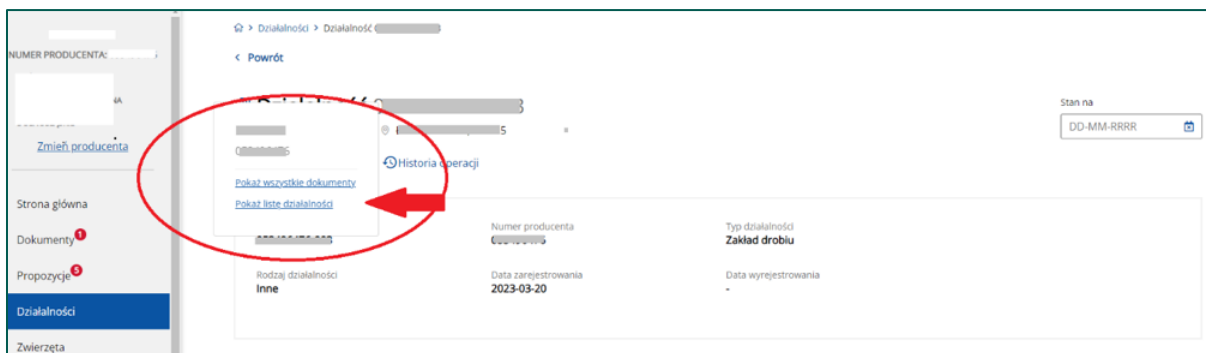 Działalności > Działalność
NUMER PRODUCENTA:
< Powrót
NA
Działalność
Stan na
DD-MM-RRRR
Zmień producenta
Historia operacji
Pokaż wszystkie dokumenty
Pokaż listę działalności
Strona główna
Numer producenta
Typ działalności
Zakład drobiu
Dokumenty 1
Propozycje 5
Rodzaj działalności
Data zarejestrowania
Data wyrejestrowania
Inne
2023-03-20
-
Działalności
Zwierzęta